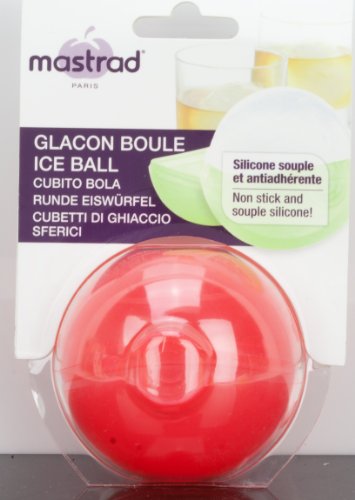 mastrad®
PARIS
GLACON BOULE
ICE BALL
CUBITO BOLA
RUNDE EISWÜRFEL
CUBETTI DI GHIACCIO
SFERICI
Silicone souple
et antiadhérente
Non stick and
souple silicone!